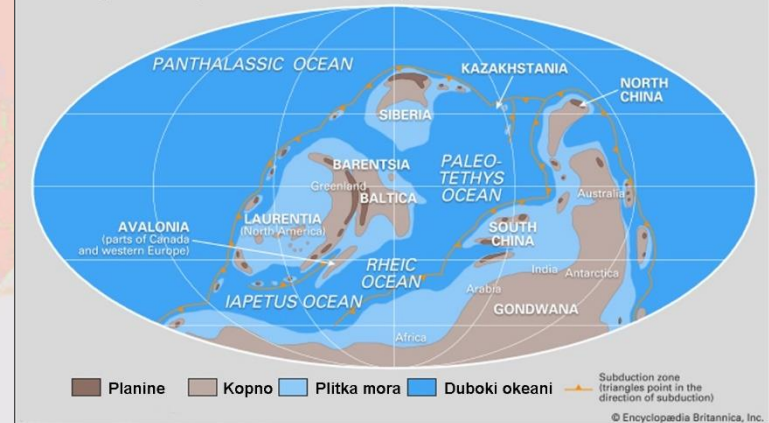 PANTHALASSIC OCEAN
KAZAKHSTANIA
NORTH
CHINA
SIBERIA
BARENTSIA
Greenland
BALTICA
PALEO-
TETHYS
OCEAN
Australia
AVALONIA
(parts of Canada
and western Europe)
LAURENTIA
(North America)
SOUTH
CHINA
RHEIC
OCEAN
India
Antarctica
Arabia
IAPETUS OCEAN
GONDWANA
Africa
Planine
Kopno
Plitka mora
Duboki okeani
Subduction zone
(triangles point in the
direction of subduction)
© Encyclopædia Britannica, Inc.